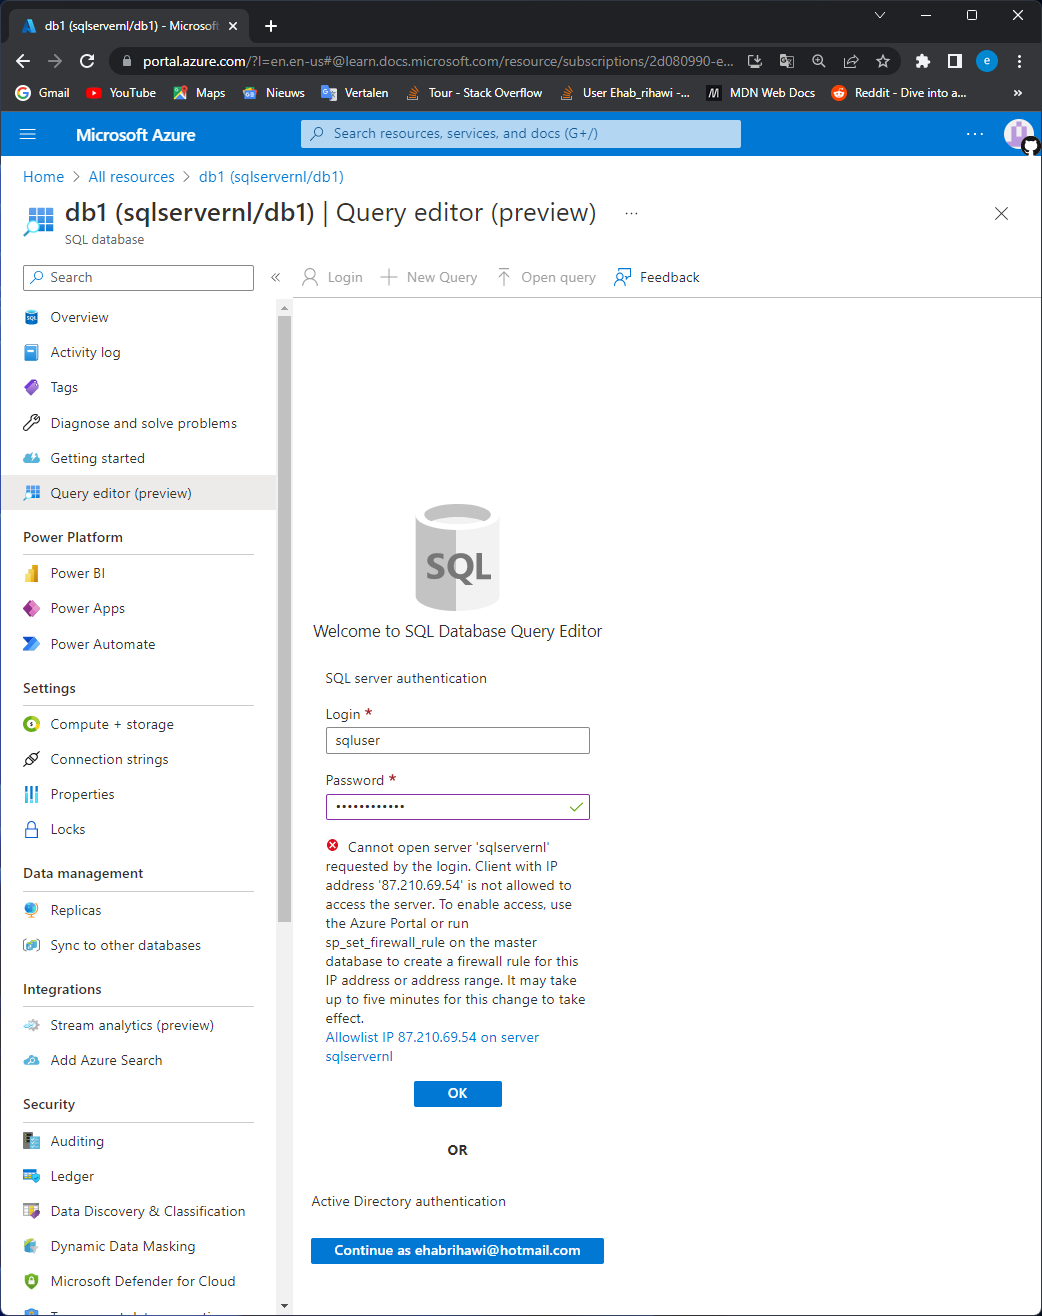 db1 (sqlservernl/db1) - Microsoft
portal.azure.com/?l=en.en-us#@learn.docs.microsoft.com/resource/subscriptions/2d080990-e...
e
Gmail
YouTube
Maps
Nieuws
Vertalen
Tour - Stack Overflow
User Ehab_rihawi -...
MDN Web Docs
Reddit - Dive into a...
»
Microsoft Azure
Search resources, services, and docs (G+/)
...
Home > All resources > db1 (sqlservernl/db1)
db1 (sqlservernl/db1) | Query editor (preview)
...
SQL database
Search
«
Login
New Query
Open query
Feedback
Overview
Activity log
Tags
Diagnose and solve problems
Getting started
Query editor (preview)
Power Platform
Power BI
Power Apps
Power Automate
Settings
Compute + storage
Connection strings
Properties
Locks
Data management
Replicas
Sync to other databases
Integrations
Stream analytics (preview)
Add Azure Search
Security
Auditing
Ledger
Data Discovery & Classification
Dynamic Data Masking
Microsoft Defender for Cloud
SQL
Welcome to SQL Database Query Editor
SQL server authentication
Login *
sqluser
Password *
••••••••••••
Cannot open server 'sqlservernl'
requested by the login. Client with IP
address '87.210.69.54' is not allowed to
access the server. To enable access, use
the Azure Portal or run
sp_set_firewall_rule on the master
database to create a firewall rule for this
IP address or address range. It may take
up to five minutes for this change to take
effect.
Allowlist IP 87.210.69.54 on server
sqlservernl
OK
OR
Active Directory authentication
Continue as ehabrihawi@hotmail.com